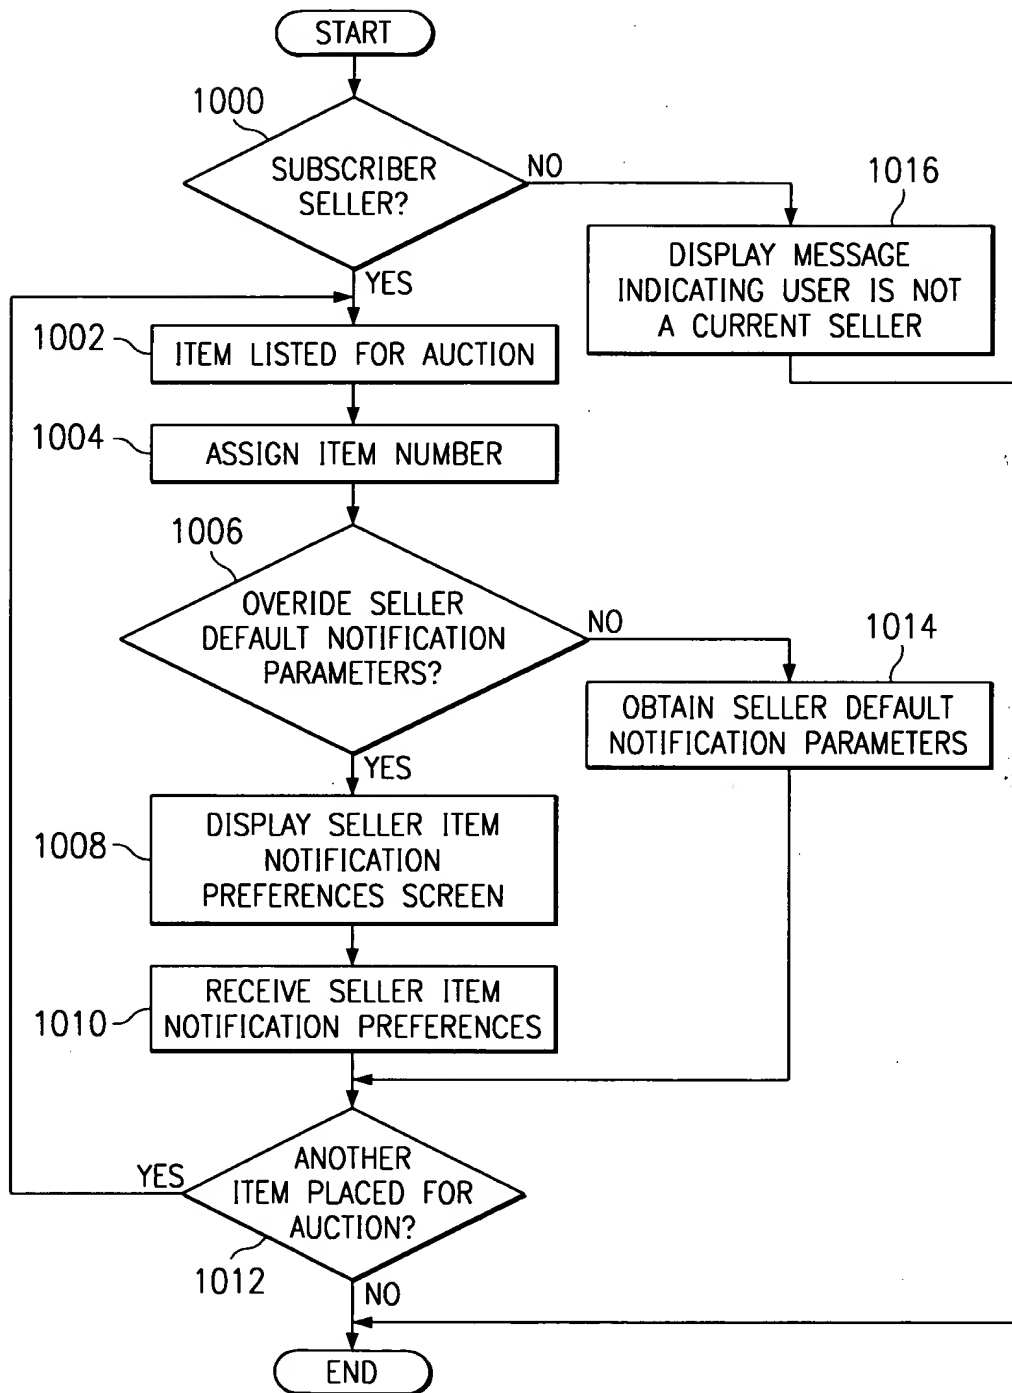 START
1000
SUBSCRIBER
SELLER?
NO
YES
1016
DISPLAY MESSAGE
INDICATING USER IS NOT
A CURRENT SELLER
1002
ITEM LISTED FOR AUCTION
1004
ASSIGN ITEM NUMBER
1006
OVERIDE SELLER
DEFAULT NOTIFICATION
PARAMETERS?
NO
YES
1014
OBTAIN SELLER DEFAULT
NOTIFICATION PARAMETERS
1008
DISPLAY SELLER ITEM
NOTIFICATION
PREFERENCES SCREEN
1010
RECEIVE SELLER ITEM
NOTIFICATION PREFERENCES
YES
ANOTHER
ITEM PLACED FOR
AUCTION?
1012
NO
END